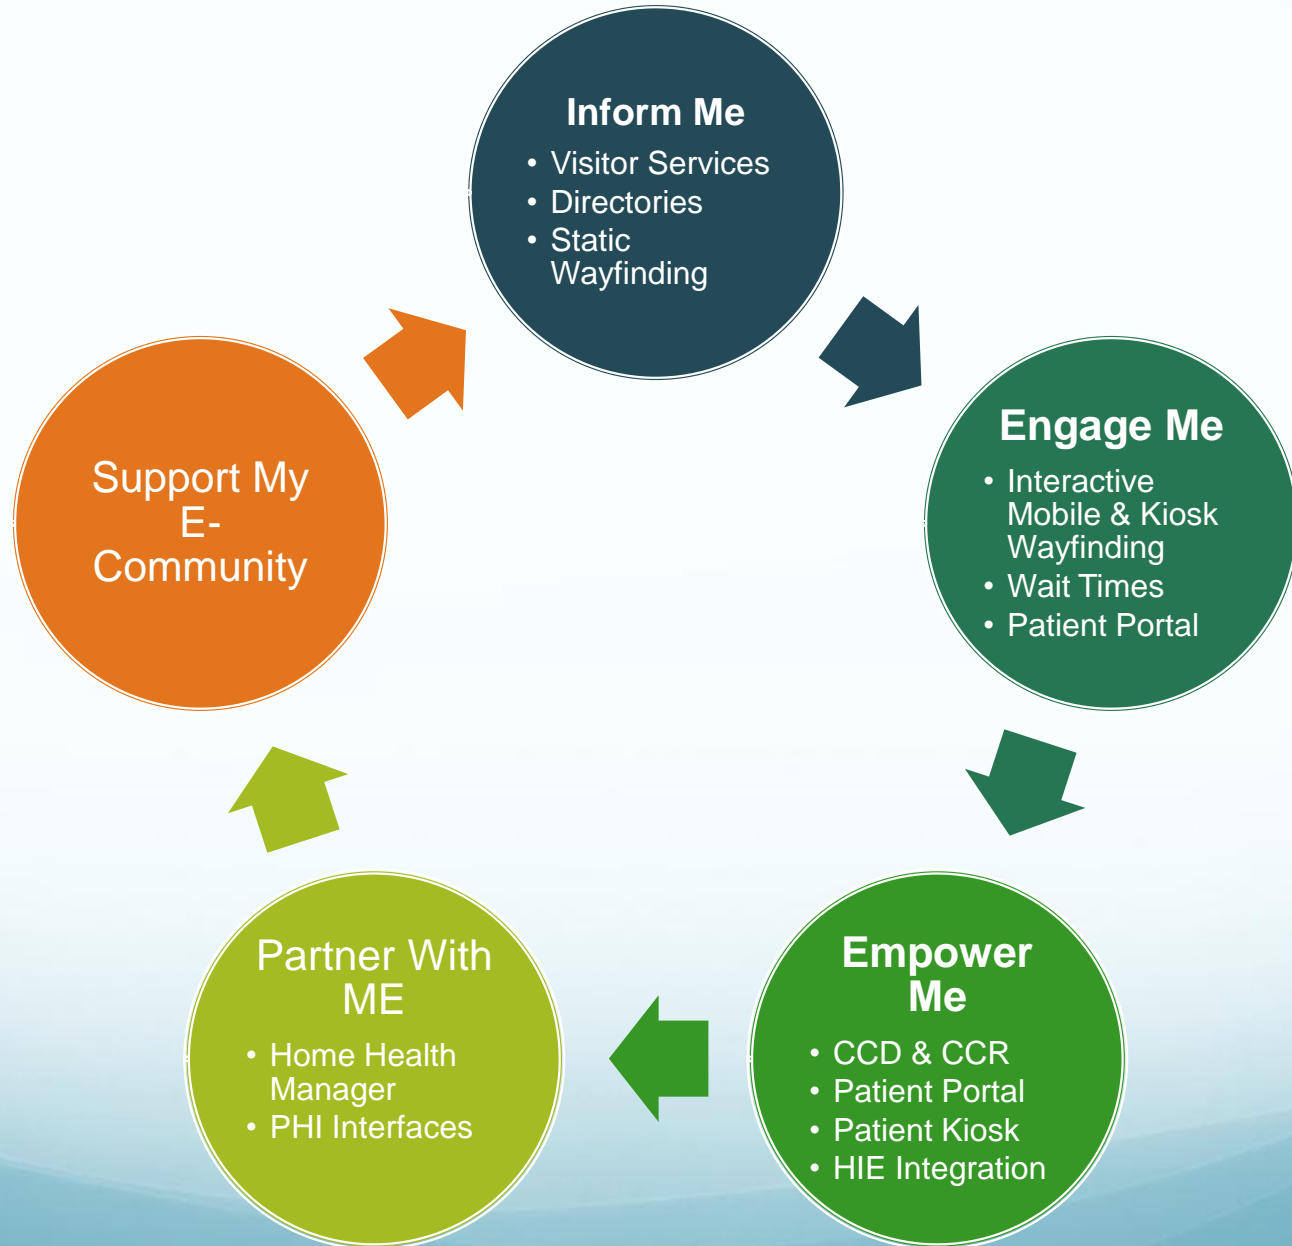 Inform Me
• Visitor Services
• Directories
• Static
Wayfinding
Engage Me
• Interactive
Mobile & Kiosk
Wayfinding
• Wait Times
• Patient Portal
Empower
Me
• CCD & CCR
• Patient Portal
• Patient Kiosk
• HIE Integration
Partner With
ME
• Home Health
Manager
• PHI Interfaces
Support My
E-
Community